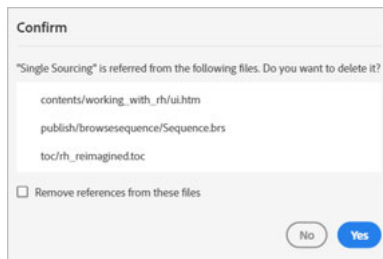 Confirm
"Single Sourcing" is referred from the following files. Do you want to delete it?
contents/working_with_rh/ui.htm
publish/browsesequence/Sequence.brs
toc/rh_reimagined.toc
Remove references from these files
No Yes